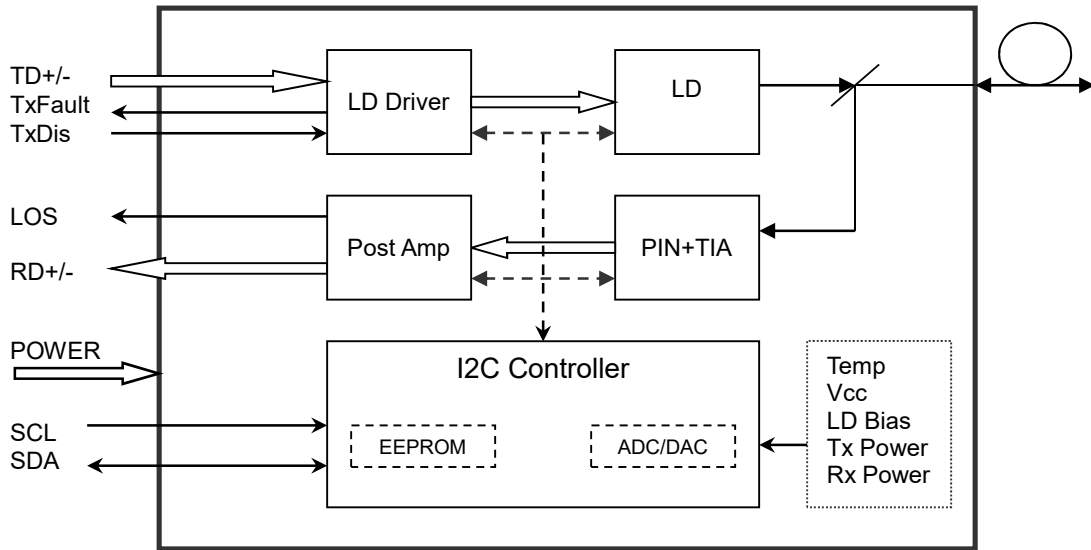 TD+/-
TxFault
TxDis
LD Driver
LD
LOS
RD+/-
Post Amp
PIN+TIA
POWER
SCL
SDA
I2C Controller
EEPROM
ADC/DAC
Temp
Vcc
LD Bias
Tx Power
Rx Power